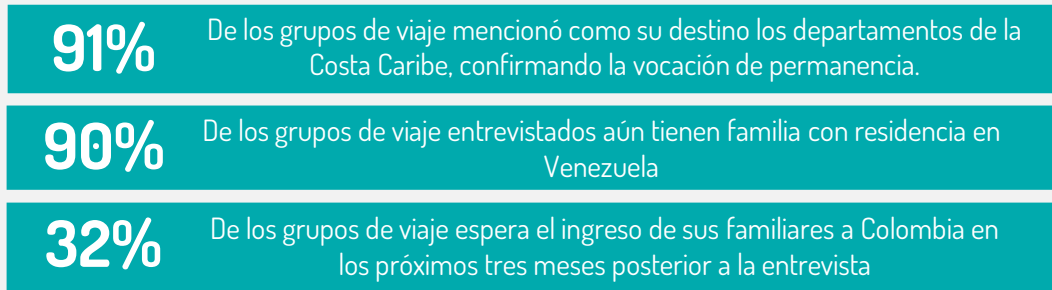 91%
De los grupos de viaje mencionó como su destino los departamentos de la
Costa Caribe, confirmando la vocación de permanencia.
90%
De los grupos de viaje entrevistados aún tienen familia con residencia en
Venezuela
32%
De los grupos de viaje espera el ingreso de sus familiares a Colombia en
los próximos tres meses posterior a la entrevista